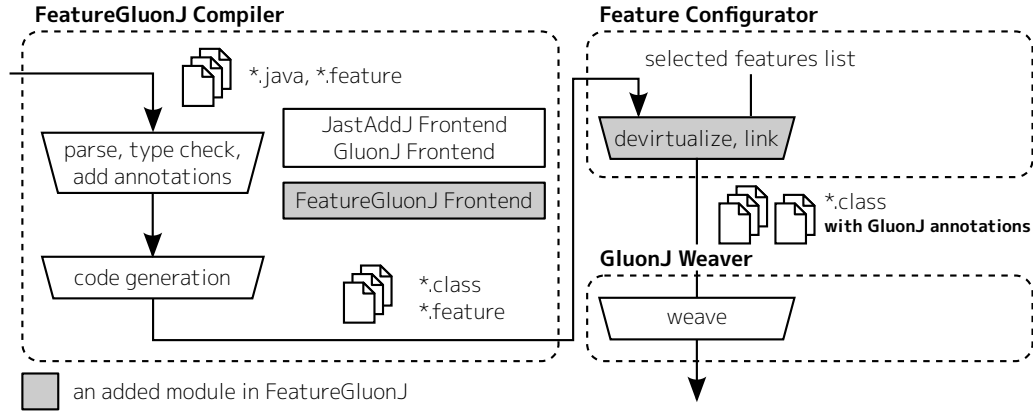 FeatureGluonJ Compiler
*.java, *.feature
parse, type check,
add annotations
JastAddJ Frontend
GluonJ Frontend
FeatureGluonJ Frontend
code generation
*.class
*.feature
Feature Configurator
selected features list
devirtualize, link
*.class
with GluonJ annotations
GluonJ Weaver
weave
an added module in FeatureGluonJ